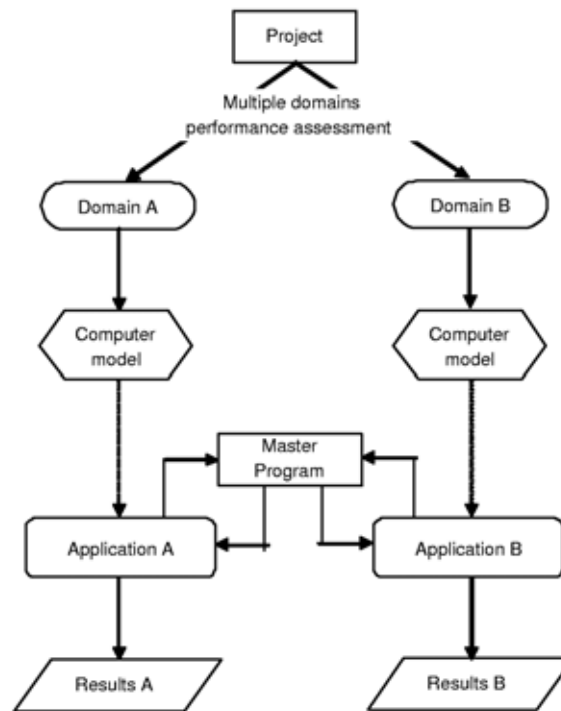 Project
Multiple domains
performance assessment
Domain A
Domain B
Computer
model
Computer
model
Master
Program
Application A
Application B
Results A
Results B